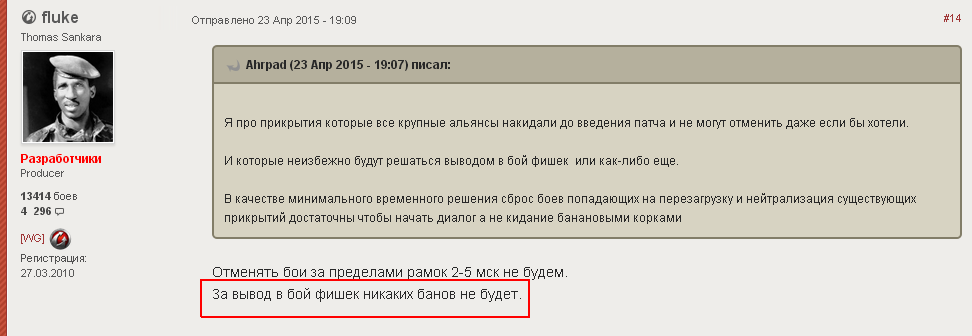 fluke
Отправлено 23 Апр 2015 - 19:09
#14
Thomas Sankara
Ahrpad (23 Апр 2015 - 19:07) писал:
Я про прикрытия которые все крупные альянсы накидали до введения патча и не могут отменить даже если бы хотели.
И которые неизбежно будут решаться выводом в бой фишек или как-либо еще.
В качестве минимального временного решения сброс боев попадающих на перезагрузку и нейтрализация существующих
прикрытий достаточны чтобы начать диалог а не кидание банановыми корками
Разработчики
Producer
13414 боев
4 296
[WG]
Регистрация:
27.03.2010
Отменять бои за пределами рамок 2-5 мск не будем.
За вывод в бой фишек никаких банов не будет.